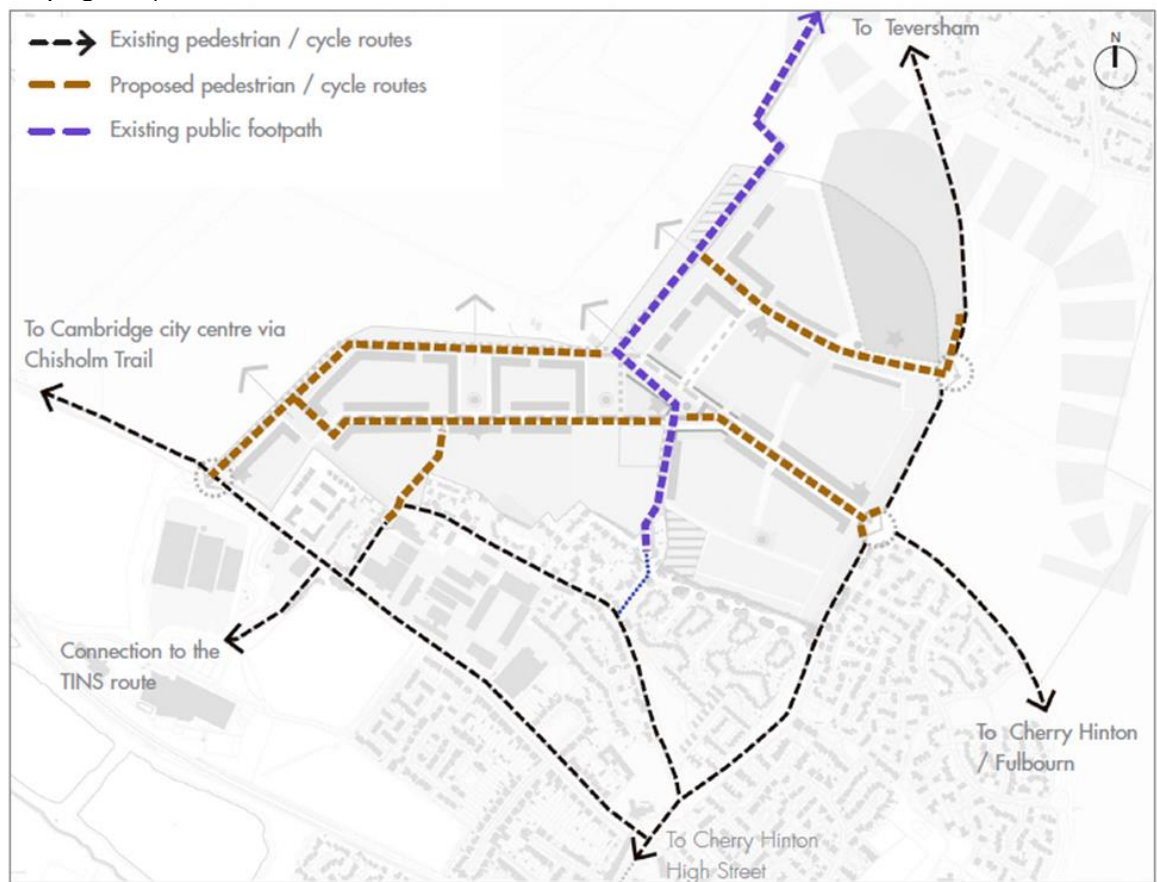 Existing pedestrian / cycle routes
Proposed pedestrian / cycle routes
Existing public footpath
To Teversham
N
To Cambridge city centre via
Chisholm Trail
Connection to the
TINS route
To Cherry Hinton
/ Fulbourn
To Cherry Hinton
High Street